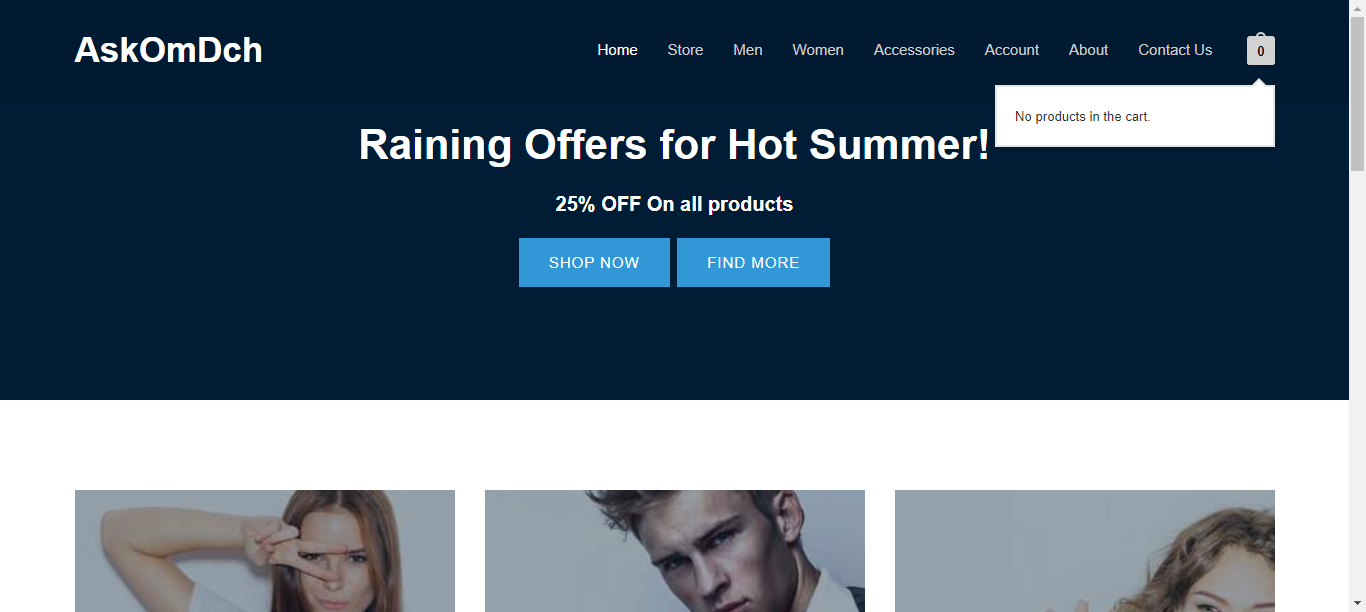 AskOmDch
Home Store Men Women Accessories Account About Contact Us 0
No products in the cart.
Raining Offers for Hot Summer!
25% OFF On all products
SHOP NOW FIND MORE